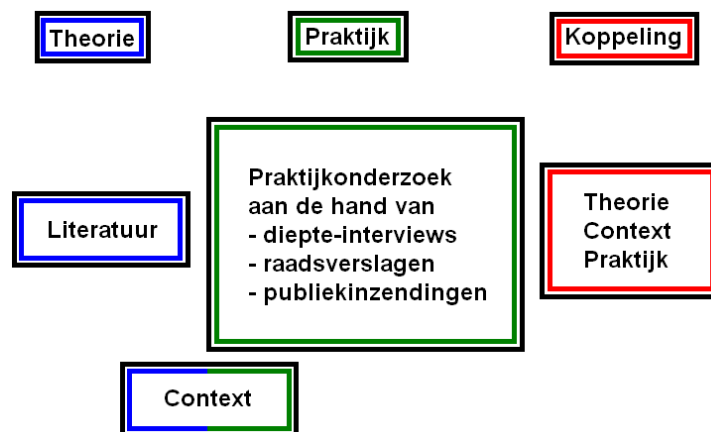 Theorie
Praktijk
Koppeling
Literatuur
Praktijkonderzoek
aan de hand van
- diepte-interviews
- raadsverslagen
- publiekinzendingen
Theorie
Context
Praktijk
Context